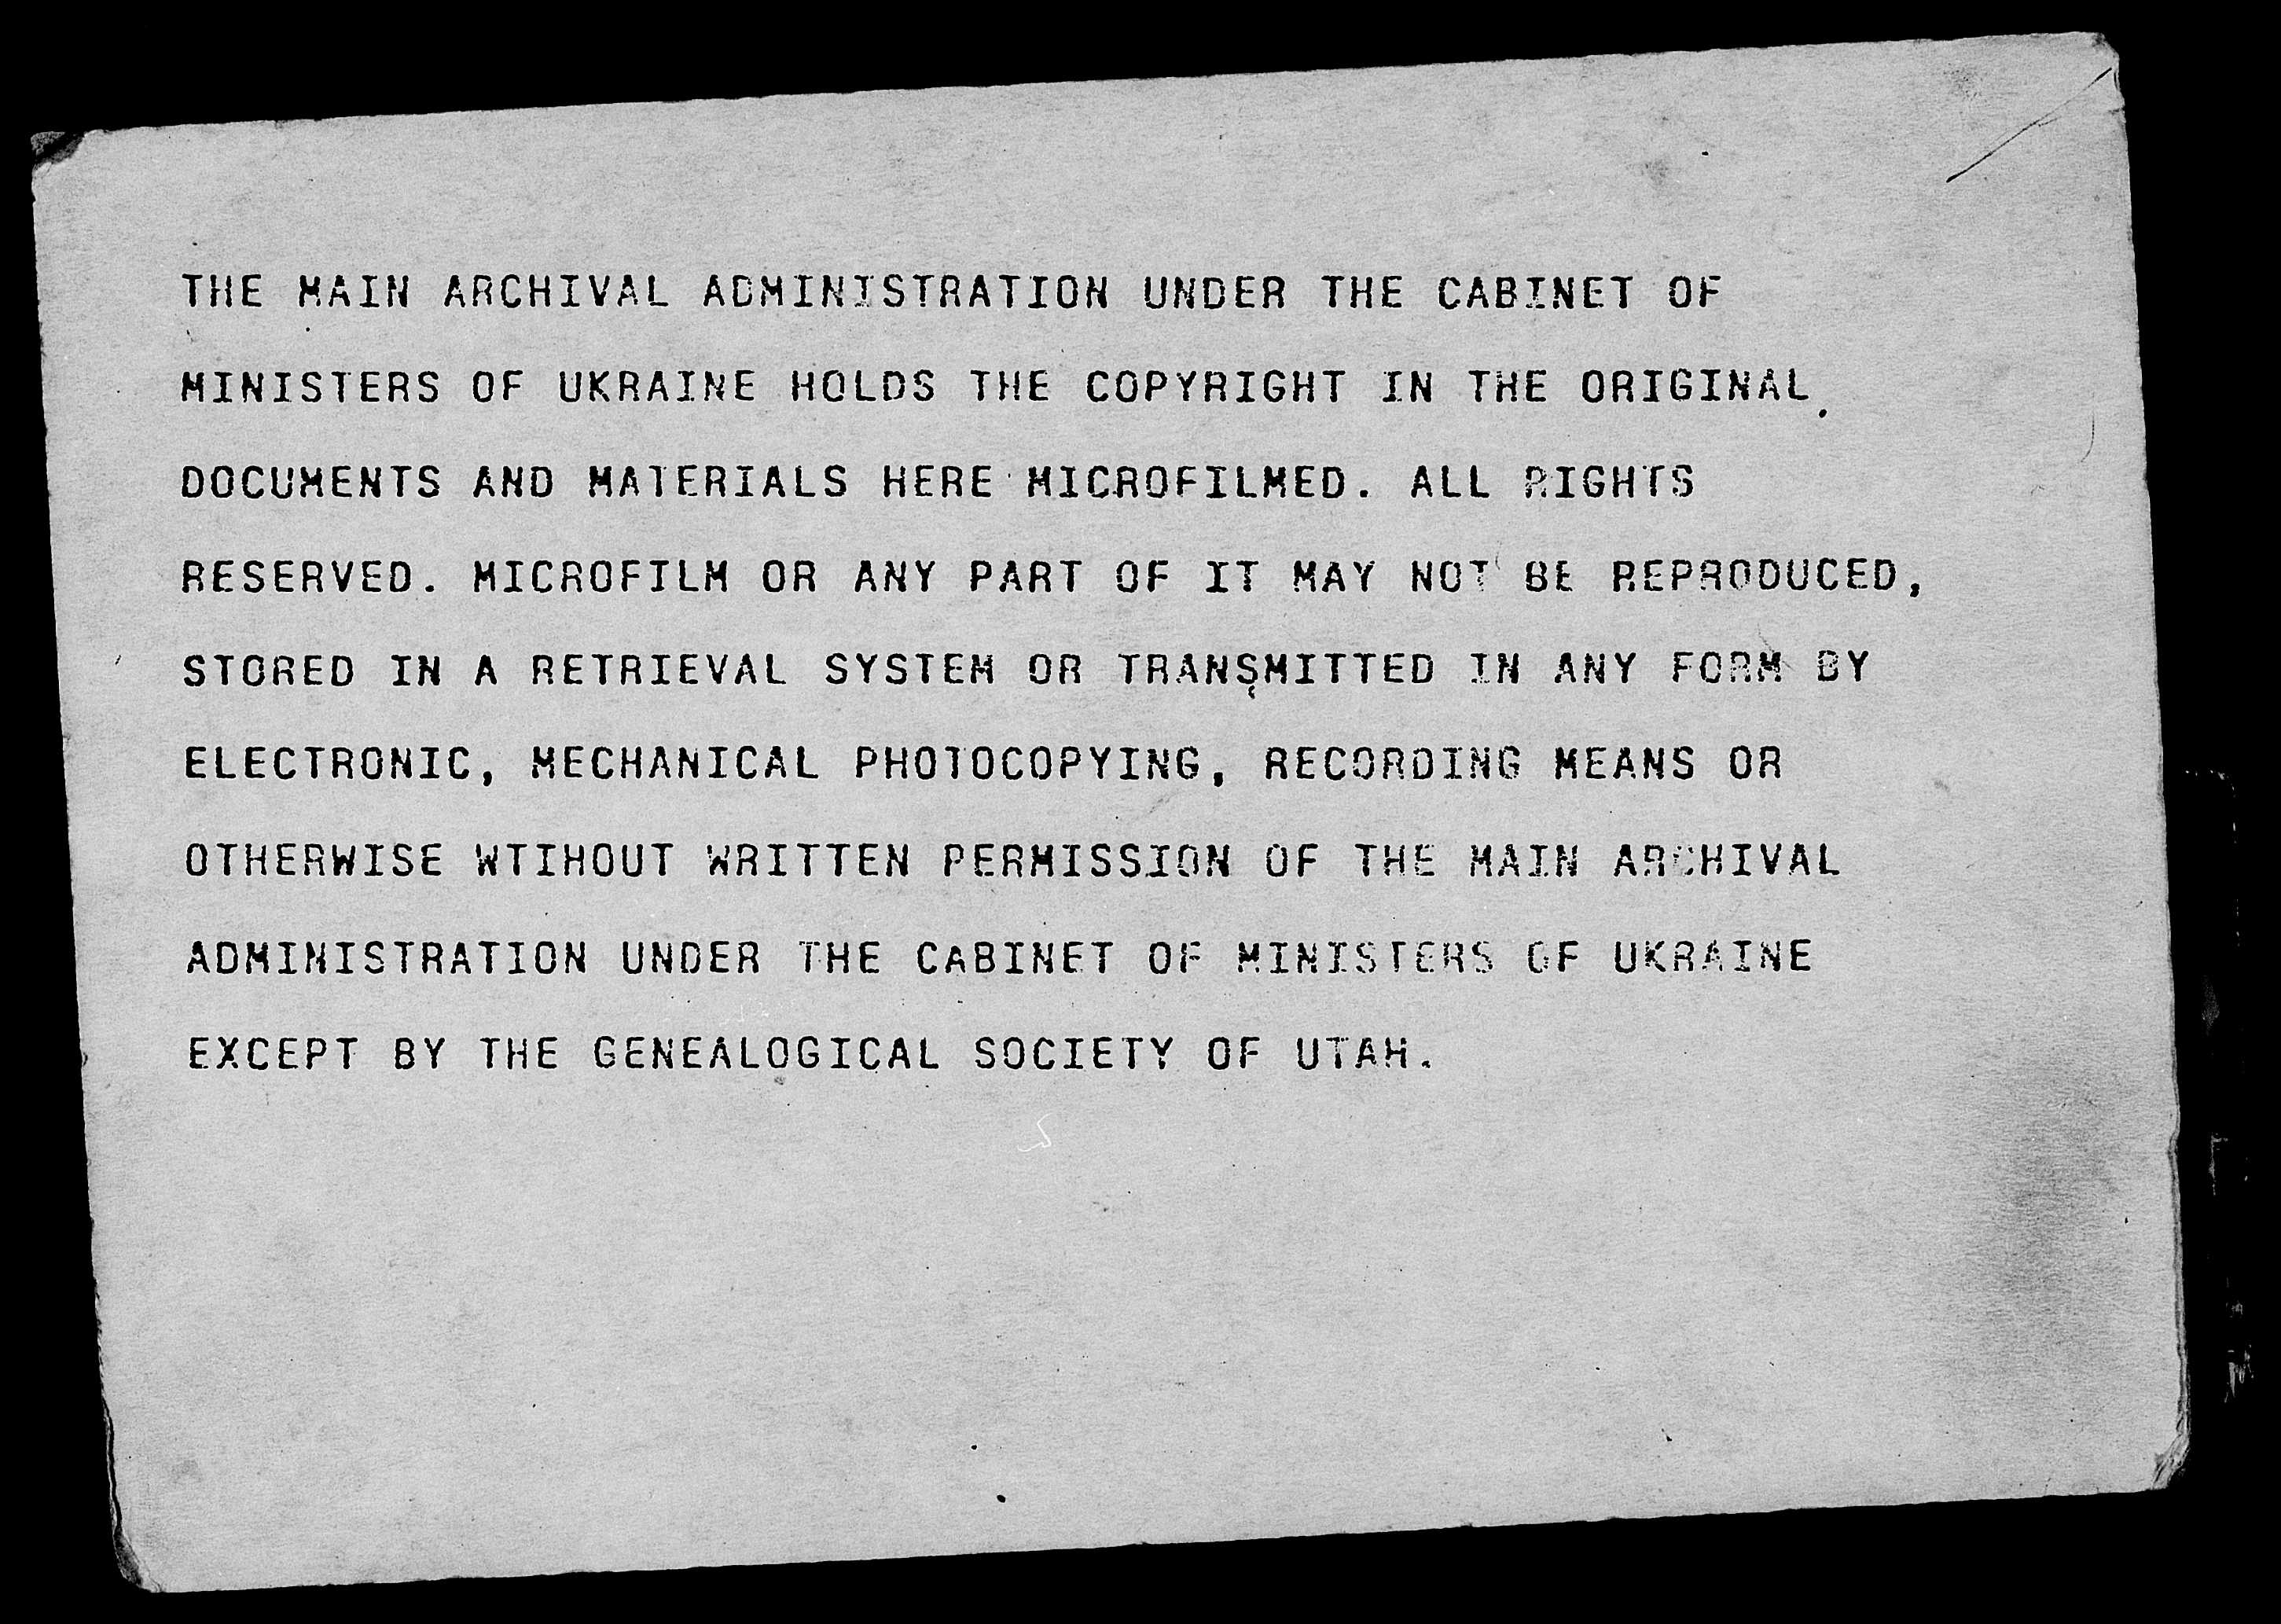 THE MAIN ARCHIVAL ADMINISTRATION UNDER THE CABINET OF
MINISTERS OF UKRAINE HOLDS THE COPYRIGHT IN THE ORIGINAL
DOCUMENTS AND MATERIALS HERE MICROFILMED. ALL RIGHTS
RESERVED. MICROFILM OR ANY PART OF IT MAY NOT BE REPRODUCED,
STORED IN A RETRIEVAL SYSTEM OR TRANSMITTED IN ANY FORM BY
ELECTRONIC, MECHANICAL PHOTOCOPYING, RECORDING MEANS OR
OTHERWISE WTIHOUT WRITTEN PERMISSION OF THE MAIN ARCHIVAL
ADMINISTRATION UNDER THE CABINET OF MINISTERS OF UKRAINE
EXCEPT BY THE GENEALOGICAL SOCIETY OF UTAH.